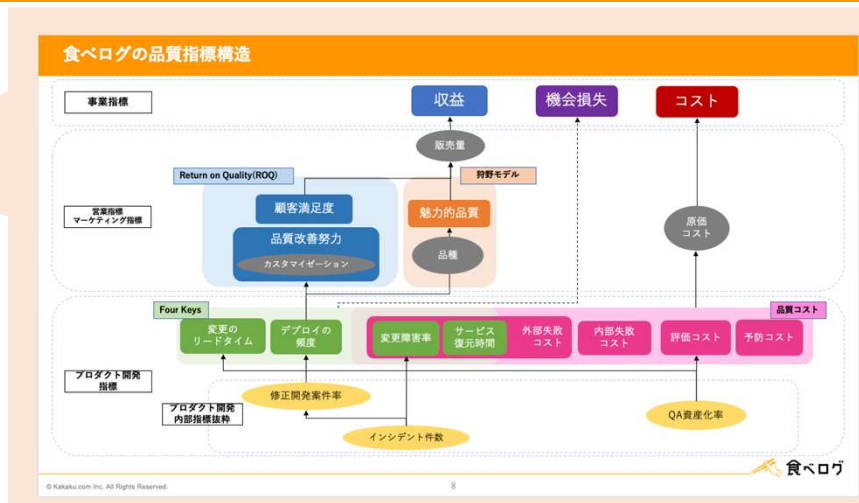 食べログの品質指標構造
事業指標
収益
機会損失
コスト
販売量
Return on Quality(ROQ)
狩野モデル
営業指標
マーケティング指標
顧客満足度
魅力的品質
品質改善努力
カスタマイゼーション
品種
原価
コスト
Four Keys
品質コスト
変更の
リードタイム
デプロイの
頻度
変更障害率
サービス
復元時間
外部失敗
コスト
内部失敗
コスト
評価コスト
予防コスト
プロダクト開発
指標
修正開発案件率
プロダクト開発
内部指標抜粋
QA資産化率
インシデント件数
© Kakaku.com Inc. All Rights Reserved.
8
食べログ